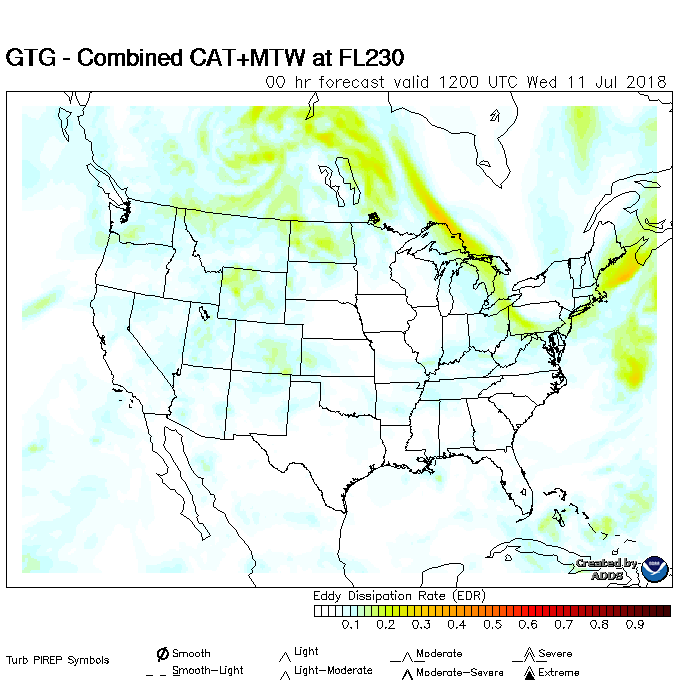 GTG - Combined CAT+MTW at FL230
00 hr forecast valid 1200 UTC Wed 11 Jul 2018
Created by
ADDS
Eddy Dissipation Rate (EDR)
0.1 0.2 0.3 0.4 0.5 0.6 0.7 0.8 0.9
Turb PIREP Symbols
Smooth Light Moderate Severe
Smooth-Light Light-Moderate Moderate-Severe Extreme